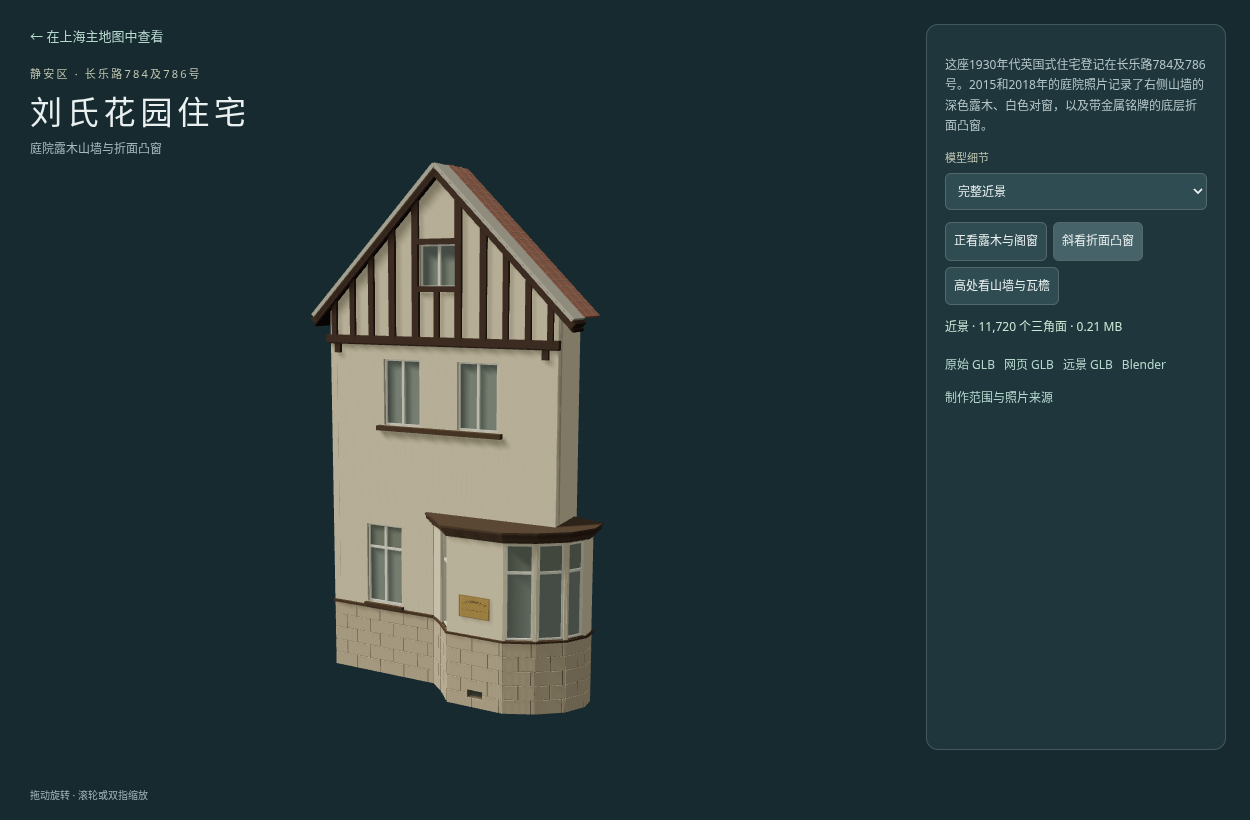 ← 在上海主地图中查看
静安区 · 长乐路784及786号
刘氏花园住宅
庭院露木山墙与折面凸窗
这座1930年代英国式住宅登记在长乐路784及786
号。2015和2018年的庭院照片记录了右侧山墙的
深色露木、白色对窗，以及带金属铭牌的底层折
面凸窗。
模型细节
完整近景
正看露木与阁窗
斜看折面凸窗
高处看山墙与瓦檐
近景 · 11,720 个三角面 · 0.21 MB
原始 GLB 网页 GLB 远景 GLB Blender
制作范围与照片来源
拖动旋转 · 滚轮或双指缩放